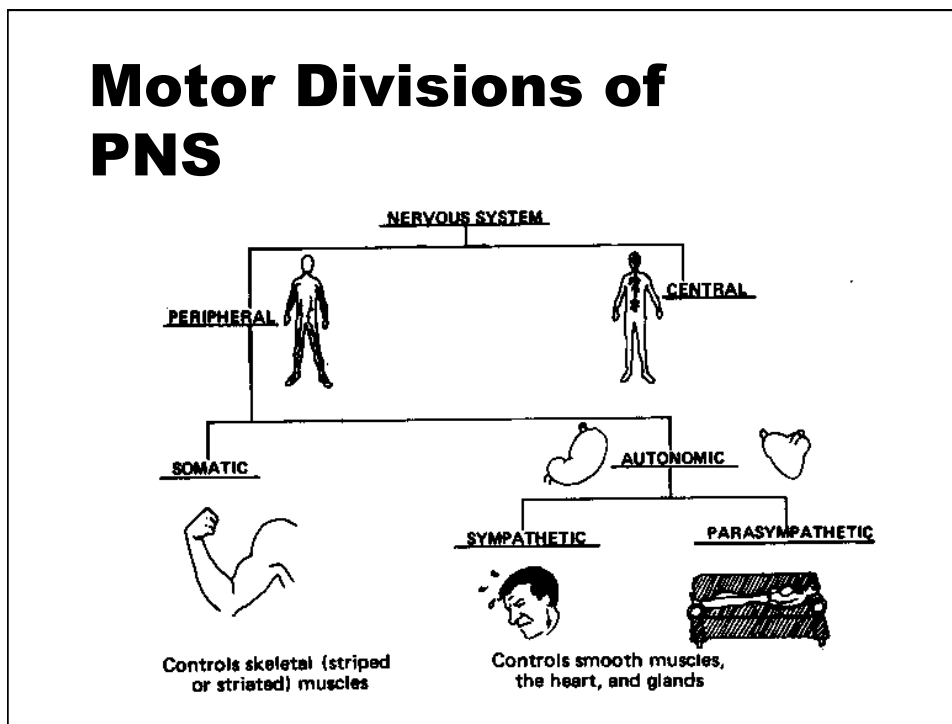 Motor Divisions of
PNS
NERVOUS SYSTEM
CENTRAL
PERIPHERAL
SOMATIC
AUTONOMIC
SYMPATHETIC
PARASYMPATHETIC
Controls skeletal (striped
or striated) muscles
Controls smooth muscles,
the heart, and glands